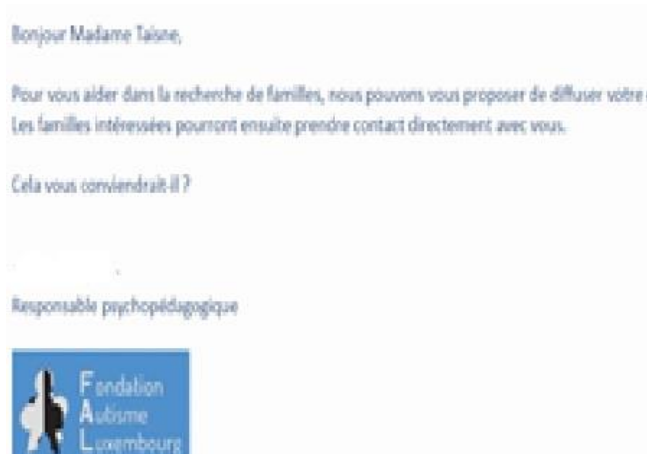 Bonjour Madame Taisne,
Pour vous aider dans la recherche de familles, nous pouvons vous proposer de diffuser votre
Les familles intéressées pourront ensuite prendre contact directement avec vous.
Cela vous conviendrait-il ?
Responsable psychopédagogique
Fondation
Autisme
Luxembourg